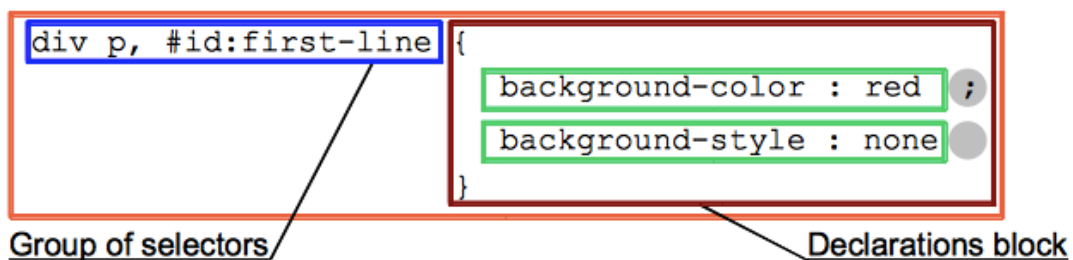 div p, #id:first-line {
background-color : red ;
background-style : none
}
Group of selectors
Declarations block